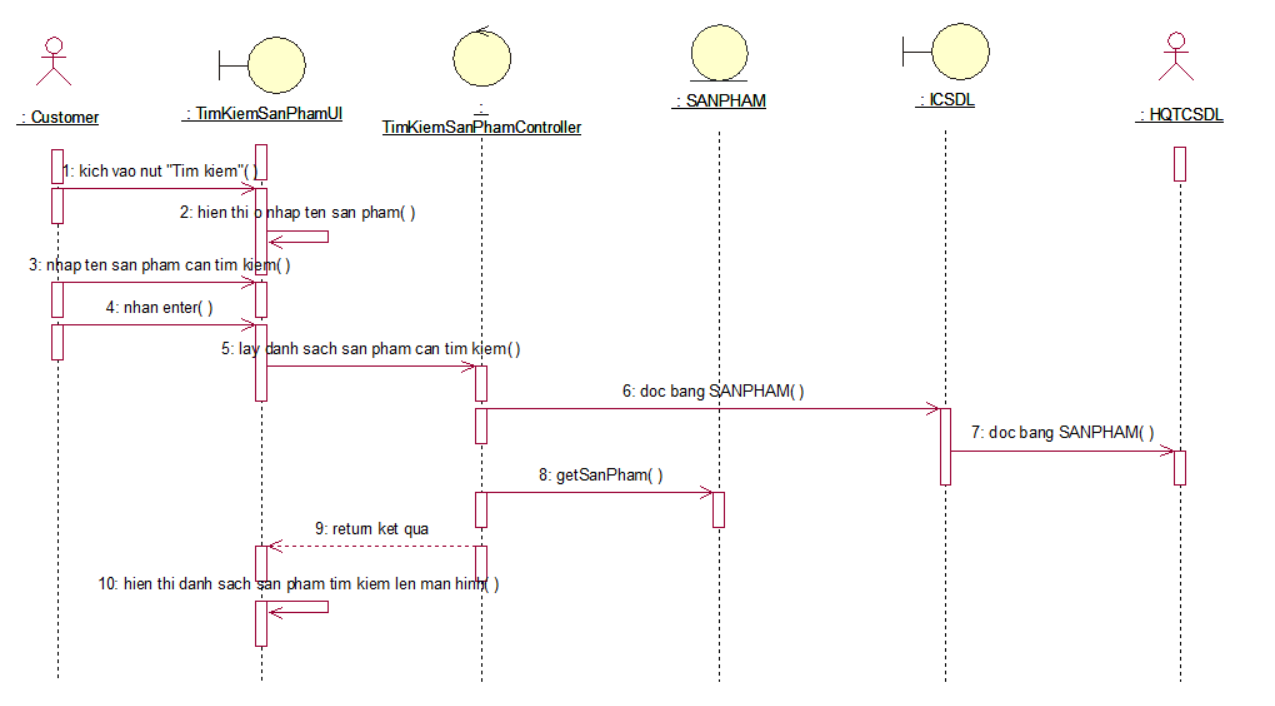 : Customer
: TimKiemSanPhamUI
:
TimKiemSanPhamController
: SANPHAM
: ICSDL
: HQTCSDL
1: kich vao nut "Tim kiem"( )
2: hien thi o nhap ten san pham( )
3: nhap ten san pham can tim kiem( )
4: nhan enter( )
5: lay danh sach san pham can tim kiem( )
6: doc bang SANPHAM( )
7: doc bang SANPHAM( )
8: getSanPham( )
9: return ket qua
10: hien thi danh sach san pham tim kiem len man hinh( )